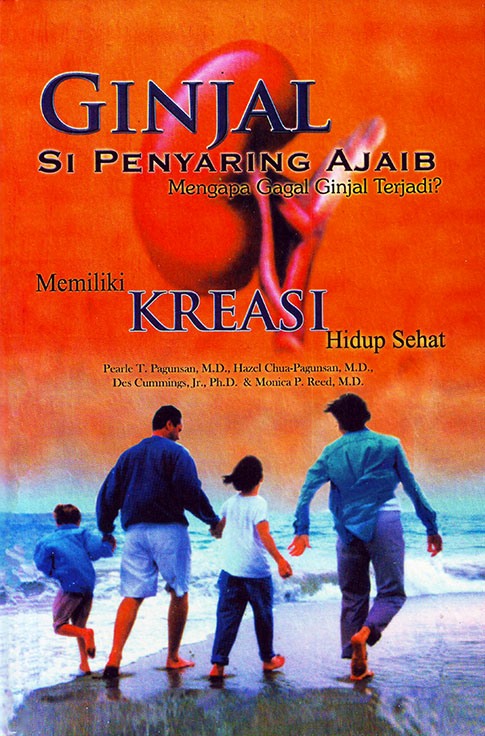 GINJAL
SI PENYARING AJAIB
Mengapa Gagal Ginjal Terjadi?
Memiliki
KREASI
Hidup Sehat
Pearle T. Pagunsan, M.D., Hazel Chua-Pagunsan, M.D.,
Des Cummings, Jr., Ph.D. & Monica P. Reed, M.D.